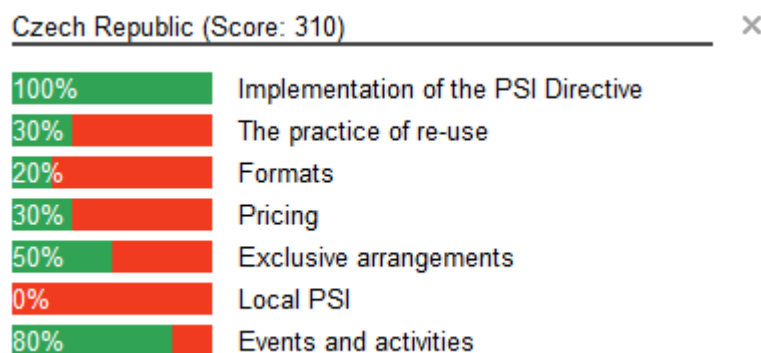 Czech Republic (Score: 310)
100% Implementation of the PSI Directive
30% The practice of re-use
20% Formats
30% Pricing
50% Exclusive arrangements
0% Local PSI
80% Events and activities